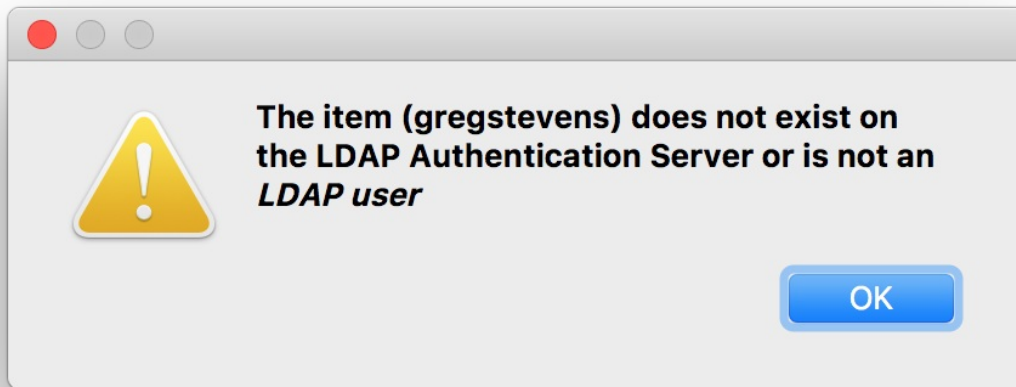 The item (gregstevens) does not exist on
the LDAP Authentication Server or is not an
LDAP user
OK